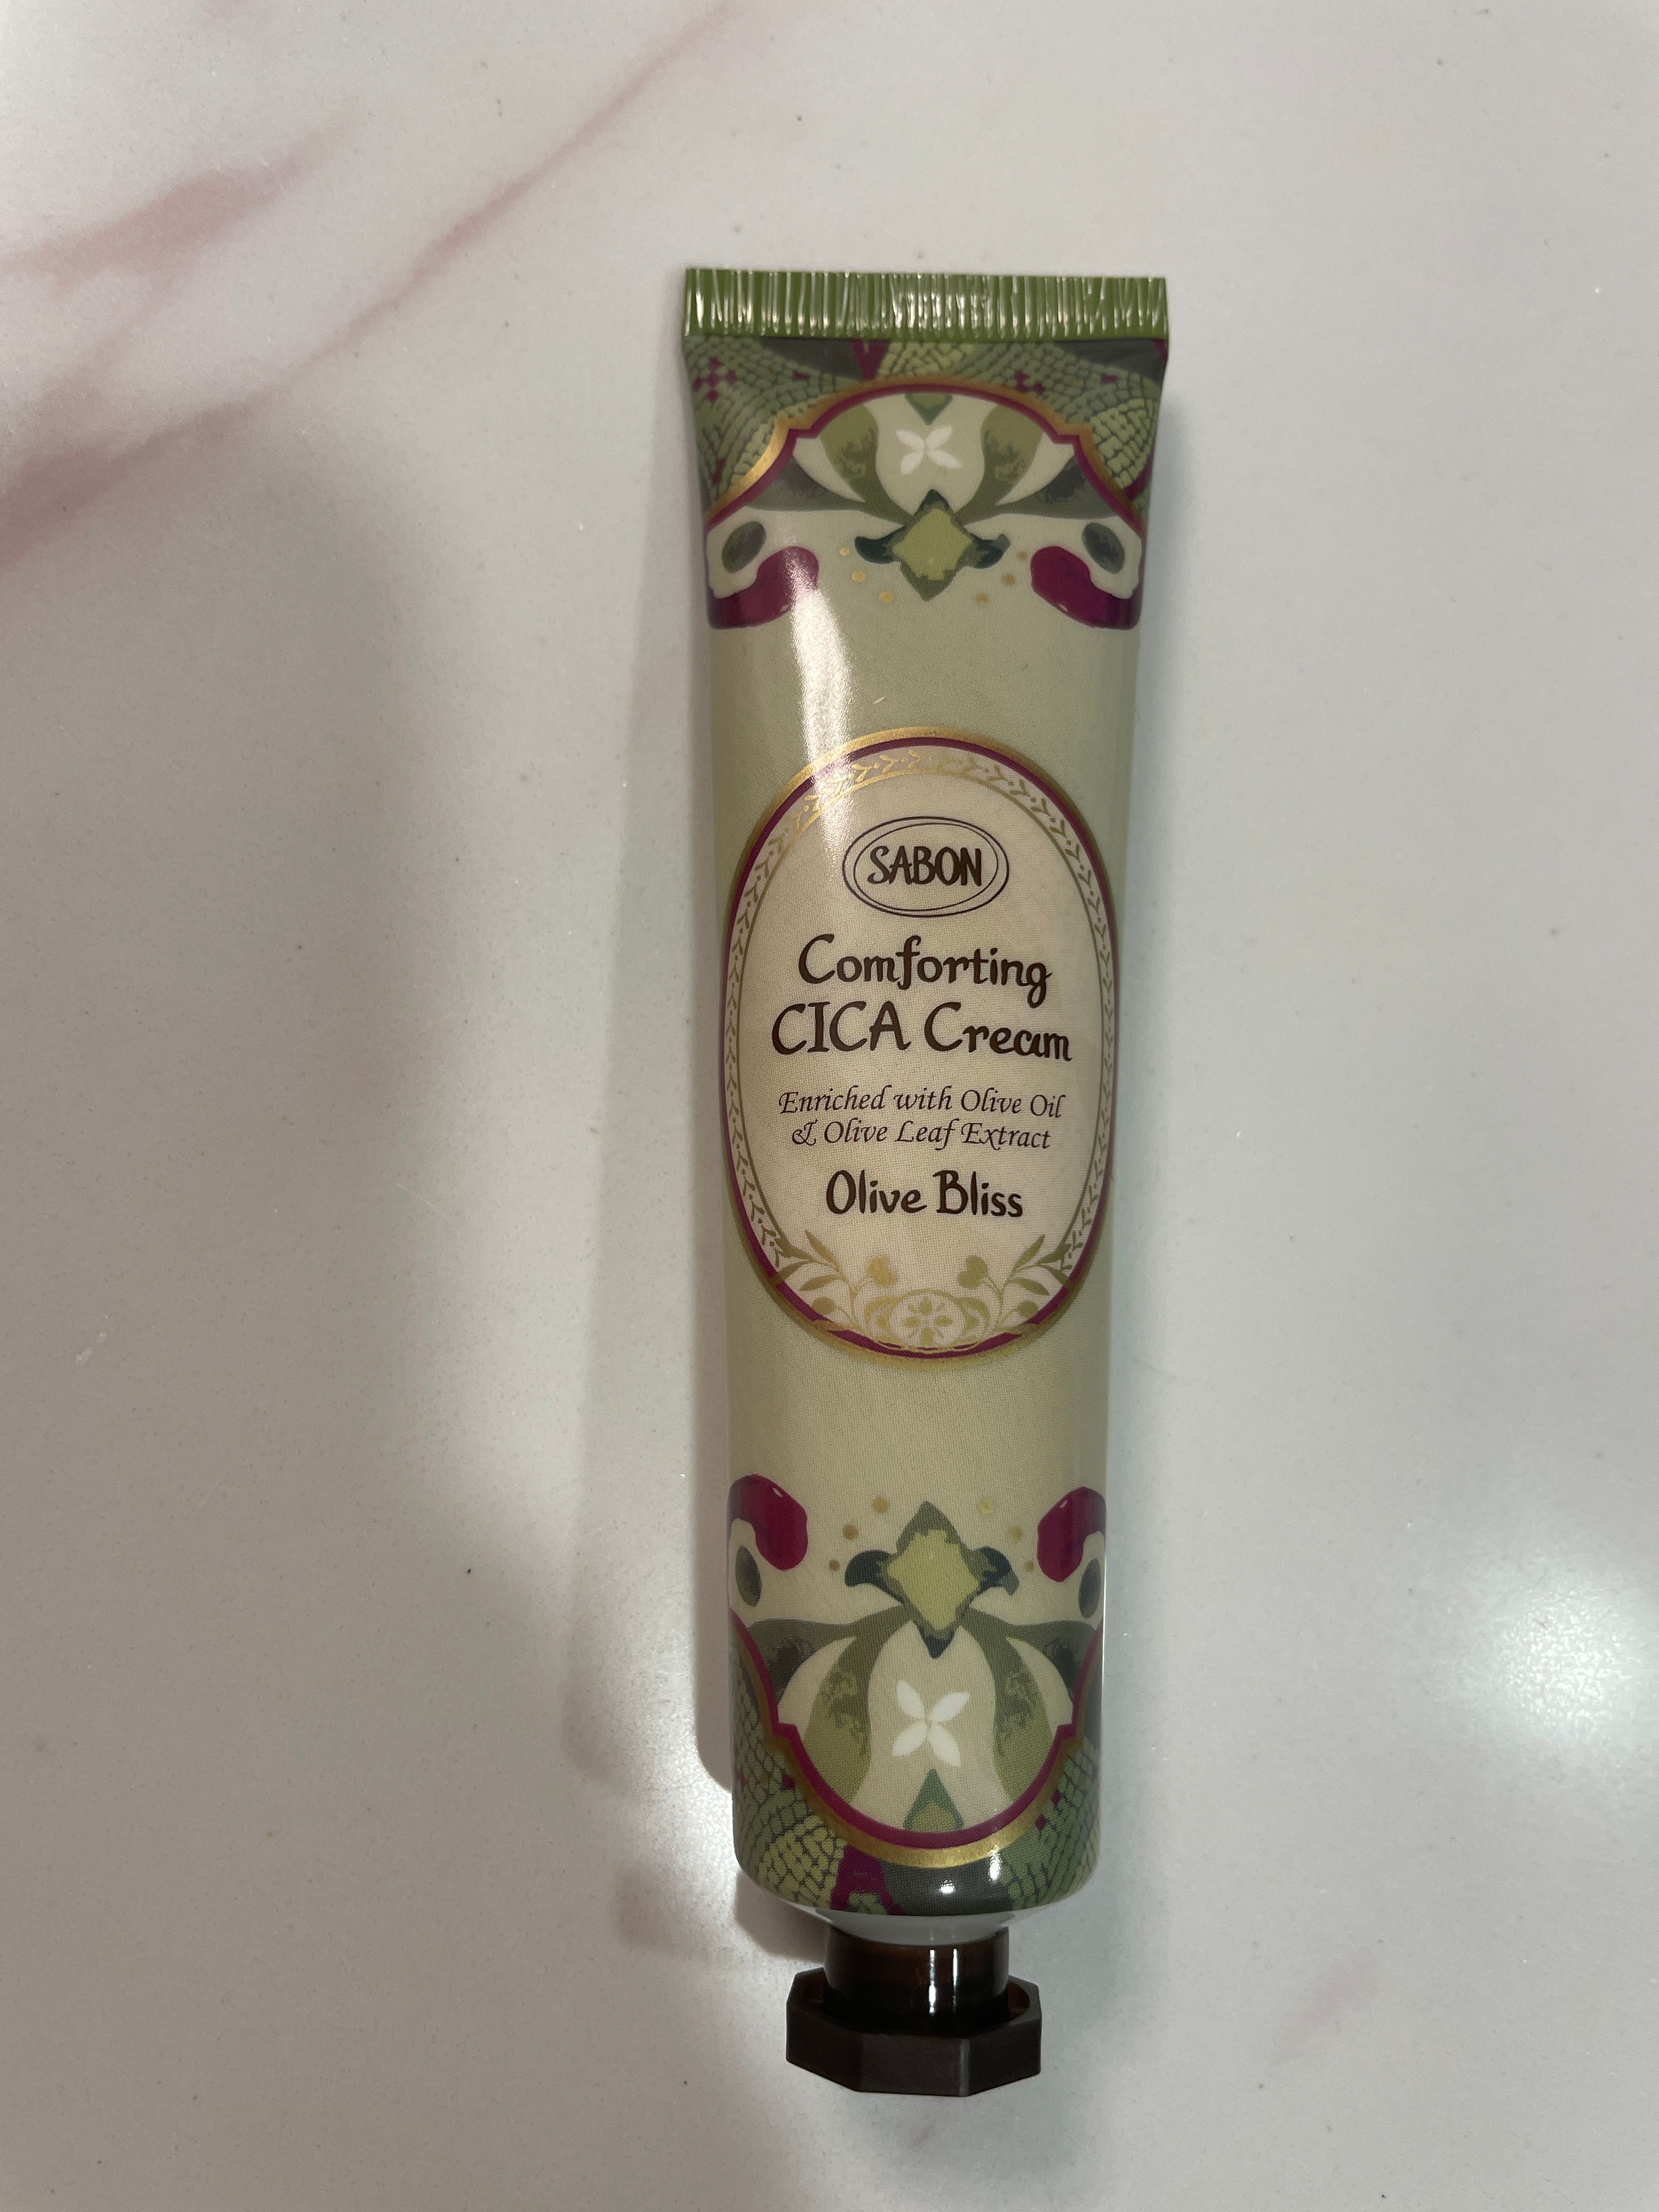 SABON
Comforting
CICA Cream
Enriched with Olive Oil
& Olive Leaf Extract
Olive Bliss